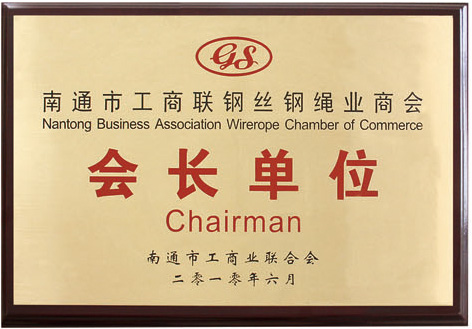 GS
南通市工商联钢丝钢绳业商会
Nantong Business Association Wirerope Chamber of Commerce
会长单位
Chairman
南通市工商业联合会
二零一零年六月